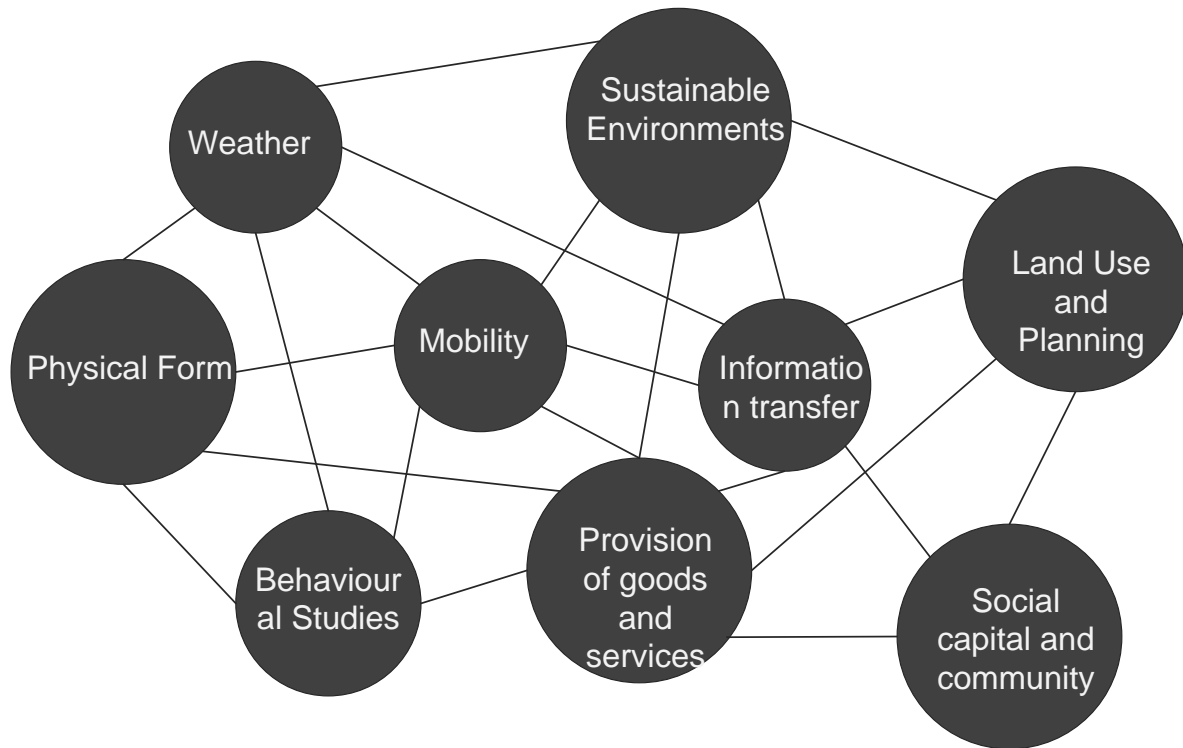 Sustainable
Environments
Weather
Land Use
and
Planning
Mobility
Physical Form
Informatio
n transfer
Provision
of goods
and
services
Behaviour
al Studies
Social
capital and
community